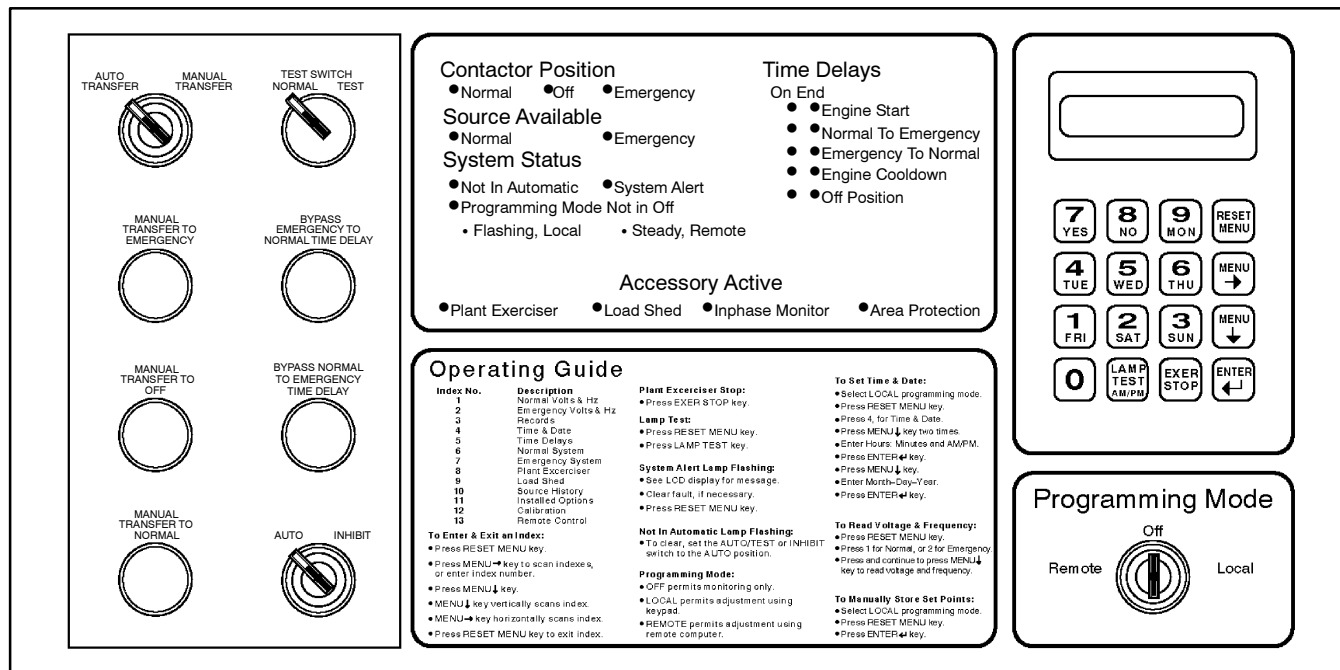 AUTO
TRANSFER
MANUAL
TRANSFER
TEST SWITCH
NORMAL TEST
MANUAL
TRANSFER TO
EMERGENCY
BYPASS
EMERGENCY TO
NORMAL TIME DELAY
MANUAL
TRANSFER TO
OFF
BYPASS NORMAL
TO EMERGENCY
TIME DELAY
MANUAL
TRANSFER TO
NORMAL
AUTO INHIBIT
Contactor Position
●Normal ●Off ●Emergency
Source Available
●Normal ●Emergency
System Status
●Not In Automatic ●System Alert
●Programming Mode Not in Off
• Flashing, Local • Steady, Remote
Time Delays
On End
● ●Engine Start
● ●Normal To Emergency
● ●Emergency To Normal
● ●Engine Cooldown
● ●Off Position
Accessory Active
●Plant Exerciser ●Load Shed ●Inphase Monitor ●Area Protection
Operating Guide
Index No. Description
1 Normal Volts & Hz
2 Emergency Volts & Hz
3 Records
4 Time & Date
5 Time Delays
6 Normal System
7 Emergency System
8 Plant Excerciser
9 Load Shed
10 Source History
11 Installed Options
12 Calibration
13 Remote Control
To Enter & Exit an Index:
●Press RESET MENU key.
●Press MENU→ key to scan indexes,
or enter index number.
●Press MENU↓ key.
●MENU↓ key vertically scans index.
●MENU→ key horizontally scans index.
●Press RESET MENU key to exit index.
Plant Excerciser Stop:
●Press EXER STOP key.
Lamp Test:
●Press RESET MENU key.
●Press LAMP TEST key.
System Alert Lamp Flashing:
●See LCD display for message.
●Clear fault, if necessary.
●Press RESET MENU key.
Not In Automatic Lamp Flashing:
●To clear, set the AUTO/TEST or INHIBIT
switch to the AUTO position.
Programming Mode:
●OFF permits monitoring only.
●LOCAL permits adjustment using
keypad.
●REMOTE permits adjustment using
remote computer.
To Set Time & Date:
●Select LOCAL programming mode.
●Press RESET MENU key.
●Press 4, for Time & Date.
●Press MENU↓ key two times.
●Enter Hours: Minutes and AM/PM.
●Press ENTER↵ key.
●Press MENU↓ key.
●Enter Month–Day–Year.
●Press ENTER↵ key.
To Read Voltage & Frequency:
●Press RESET MENU key.
●Press 1 for Normal, or 2 for Emergency.
●Press and continue to press MENU↓
key to read voltage and frequency.
To Manually Store Set Points:
●Select LOCAL programming mode.
●Press RESET MENU key.
●Press ENTER↵ key.
7 8 9 RESET
YES NO MON MENU
4 5 6 MENU
TUE WED THU →
1 2 3 MENU
FRI SAT SUN ↓
0 LAMP TEST AM/PM EXER STOP ENTER ↵
Programming Mode
Off
Remote Local